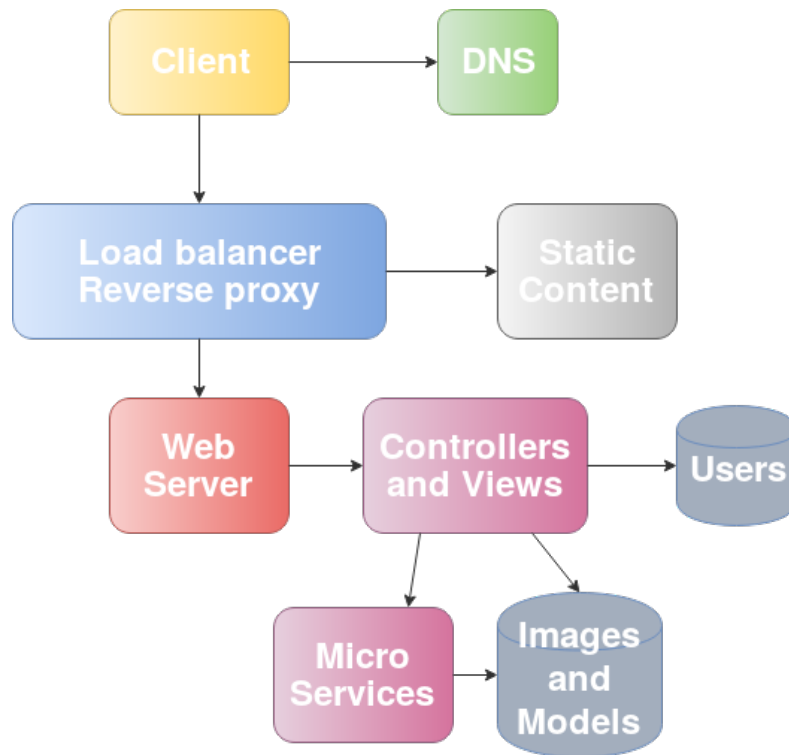 Client
DNS
Load balancer
Reverse proxy
Static
Content
Web
Server
Controllers
and Views
Users
Micro
Services
Images
and
Models